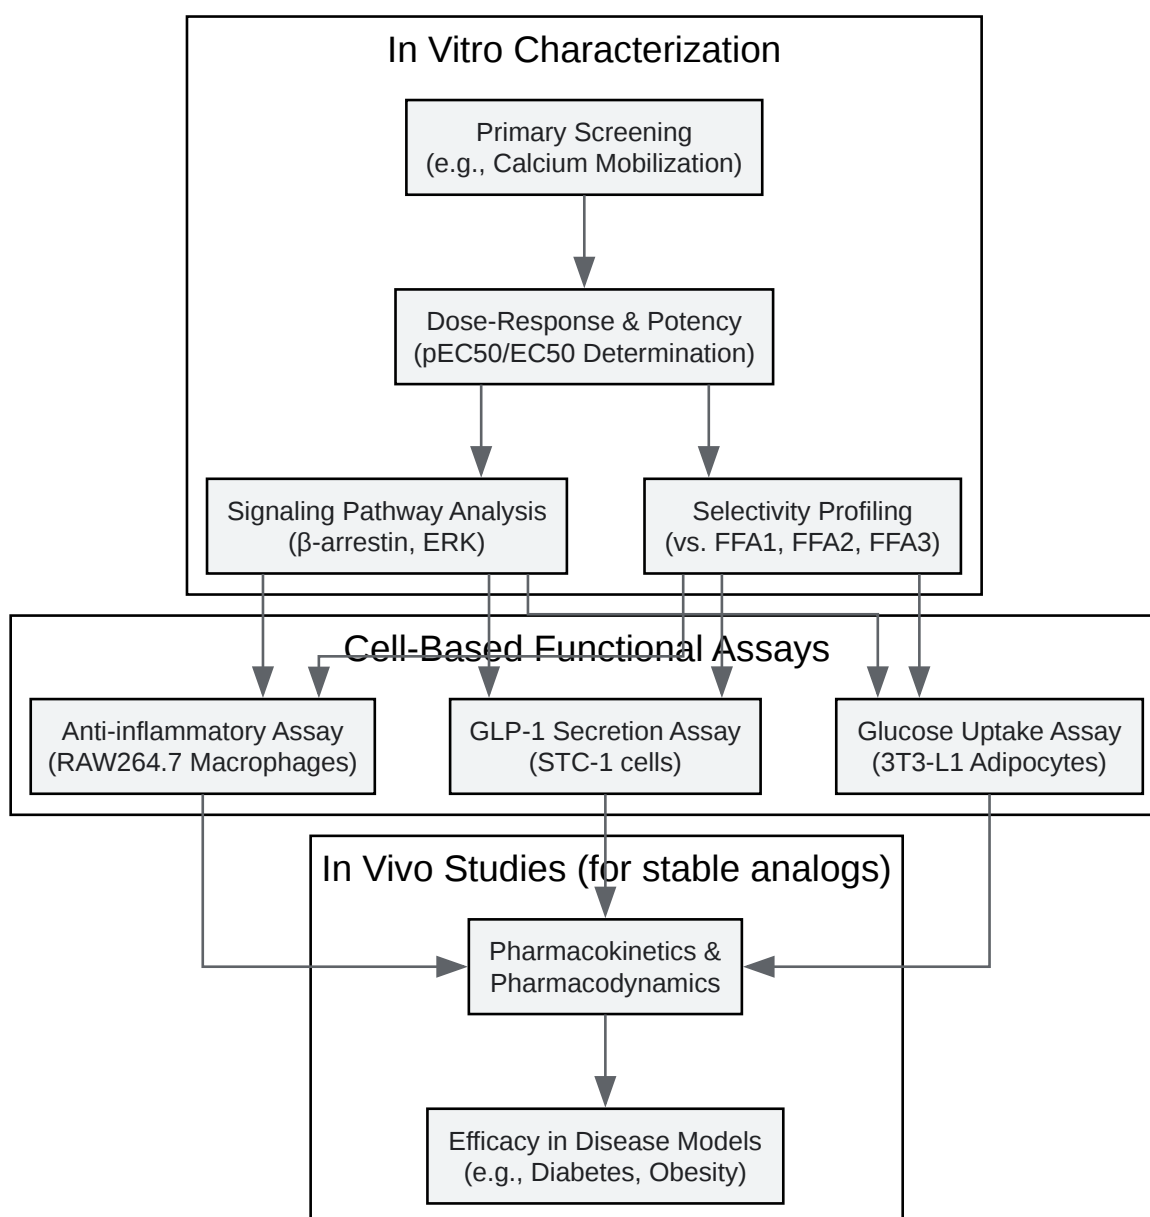 In Vitro Characterization
Primary Screening
(e.g., Calcium Mobilization)
Dose-Response & Potency
(pEC50/EC50 Determination)
Signaling Pathway Analysis
(β-arrestin, ERK)
Selectivity Profiling
(vs. FFA1, FFA2, FFA3)
Cell-Based Functional Assays
Anti-inflammatory Assay
(RAW264.7 Macrophages)
GLP-1 Secretion Assay
(STC-1 cells)
Glucose Uptake Assay
(3T3-L1 Adipocytes)
In Vivo Studies (for stable analogs)
Pharmacokinetics &
Pharmacodynamics
Efficacy in Disease Models
(e.g., Diabetes, Obesity)